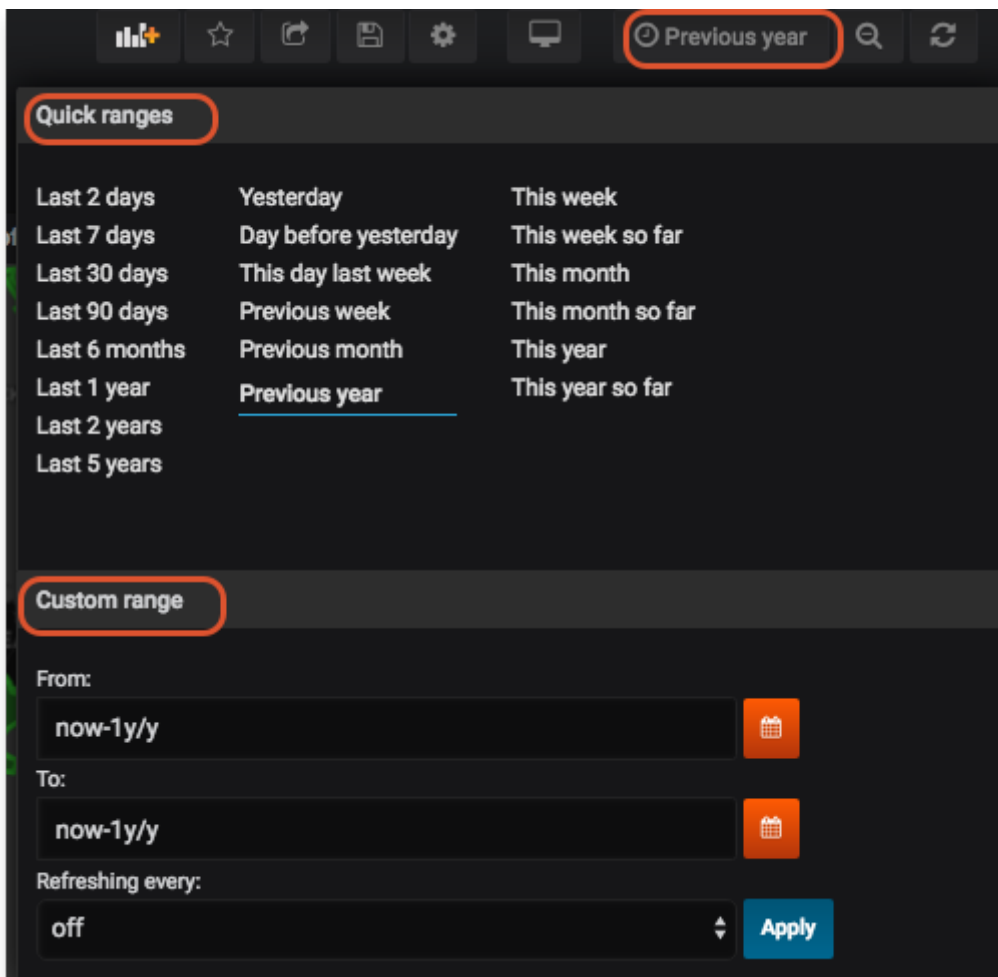 Previous year
Quick ranges
Last 2 days
Last 7 days
Last 30 days
Last 90 days
Last 6 months
Last 1 year
Last 2 years
Last 5 years
Yesterday
Day before yesterday
This day last week
Previous week
Previous month
Previous year
This week
This week so far
This month
This month so far
This year
This year so far
Custom range
From:
now-1y/y
To:
now-1y/y
Refreshing every:
off
Apply